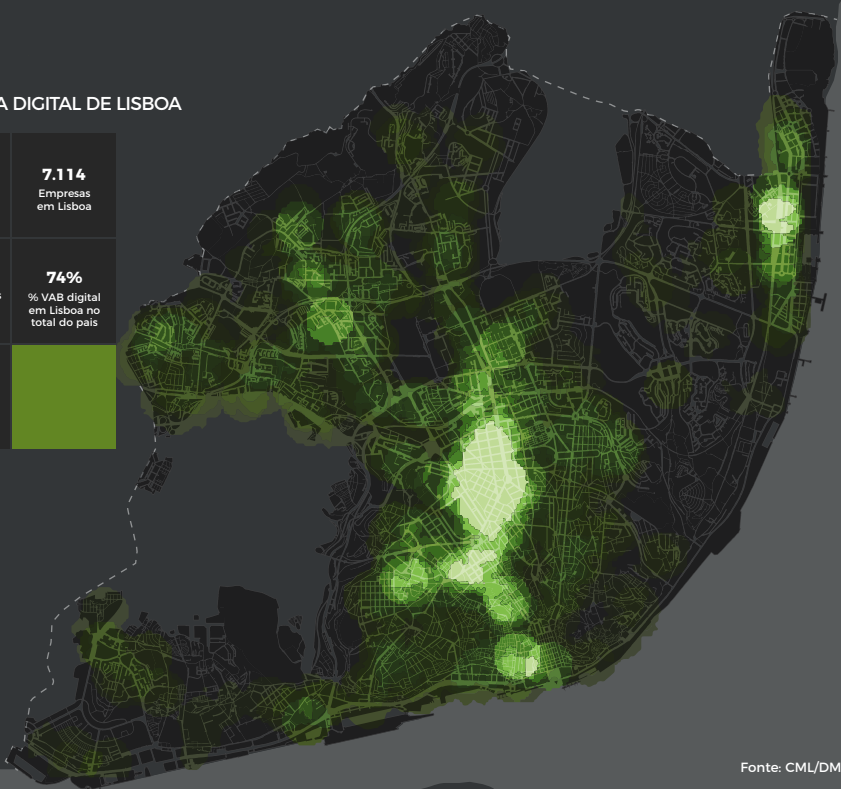 A DIGITAL DE LISBOA
7.114
Empresas
em Lisboa
74%
% VAB digital
em Lisboa no
total do pais
Fonte: CML/DM